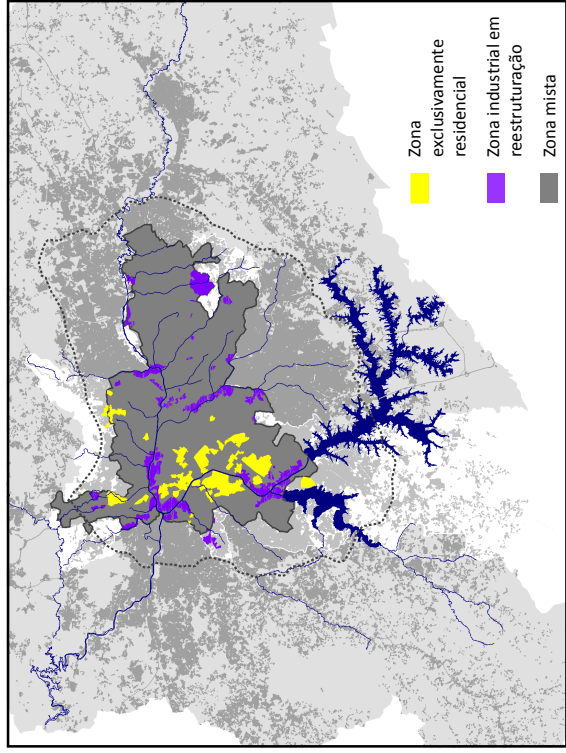 Zona
exclusivamente
residencial
Zona industrial em
reestruturação
Zona mista